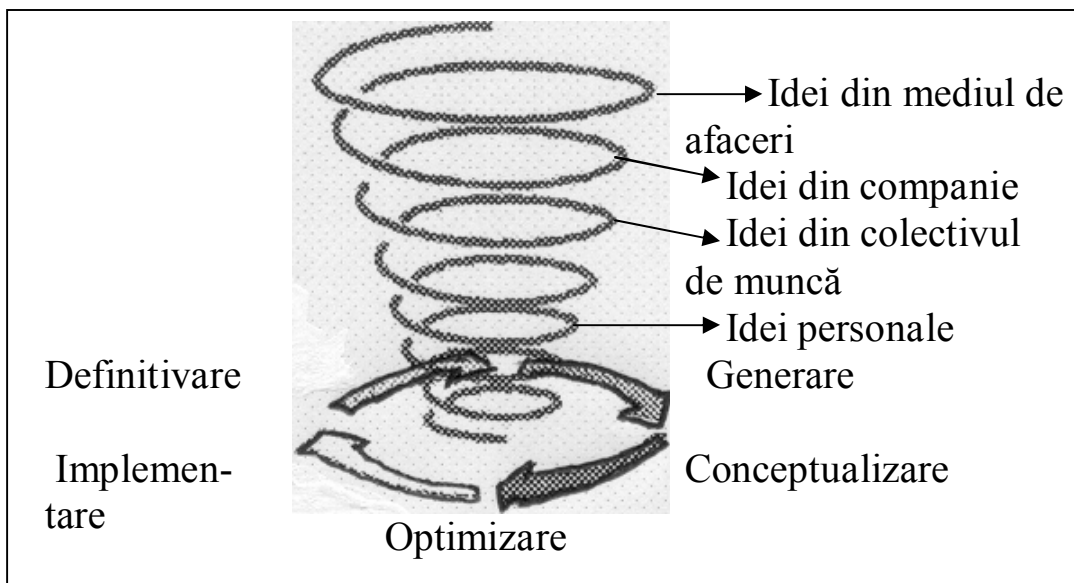 Idei din mediul de
afaceri
Idei din companie
Idei din colectivul
de muncă
Idei personale
Definitivare
Generare
Implemen-
tare
Conceptualizare
Optimizare